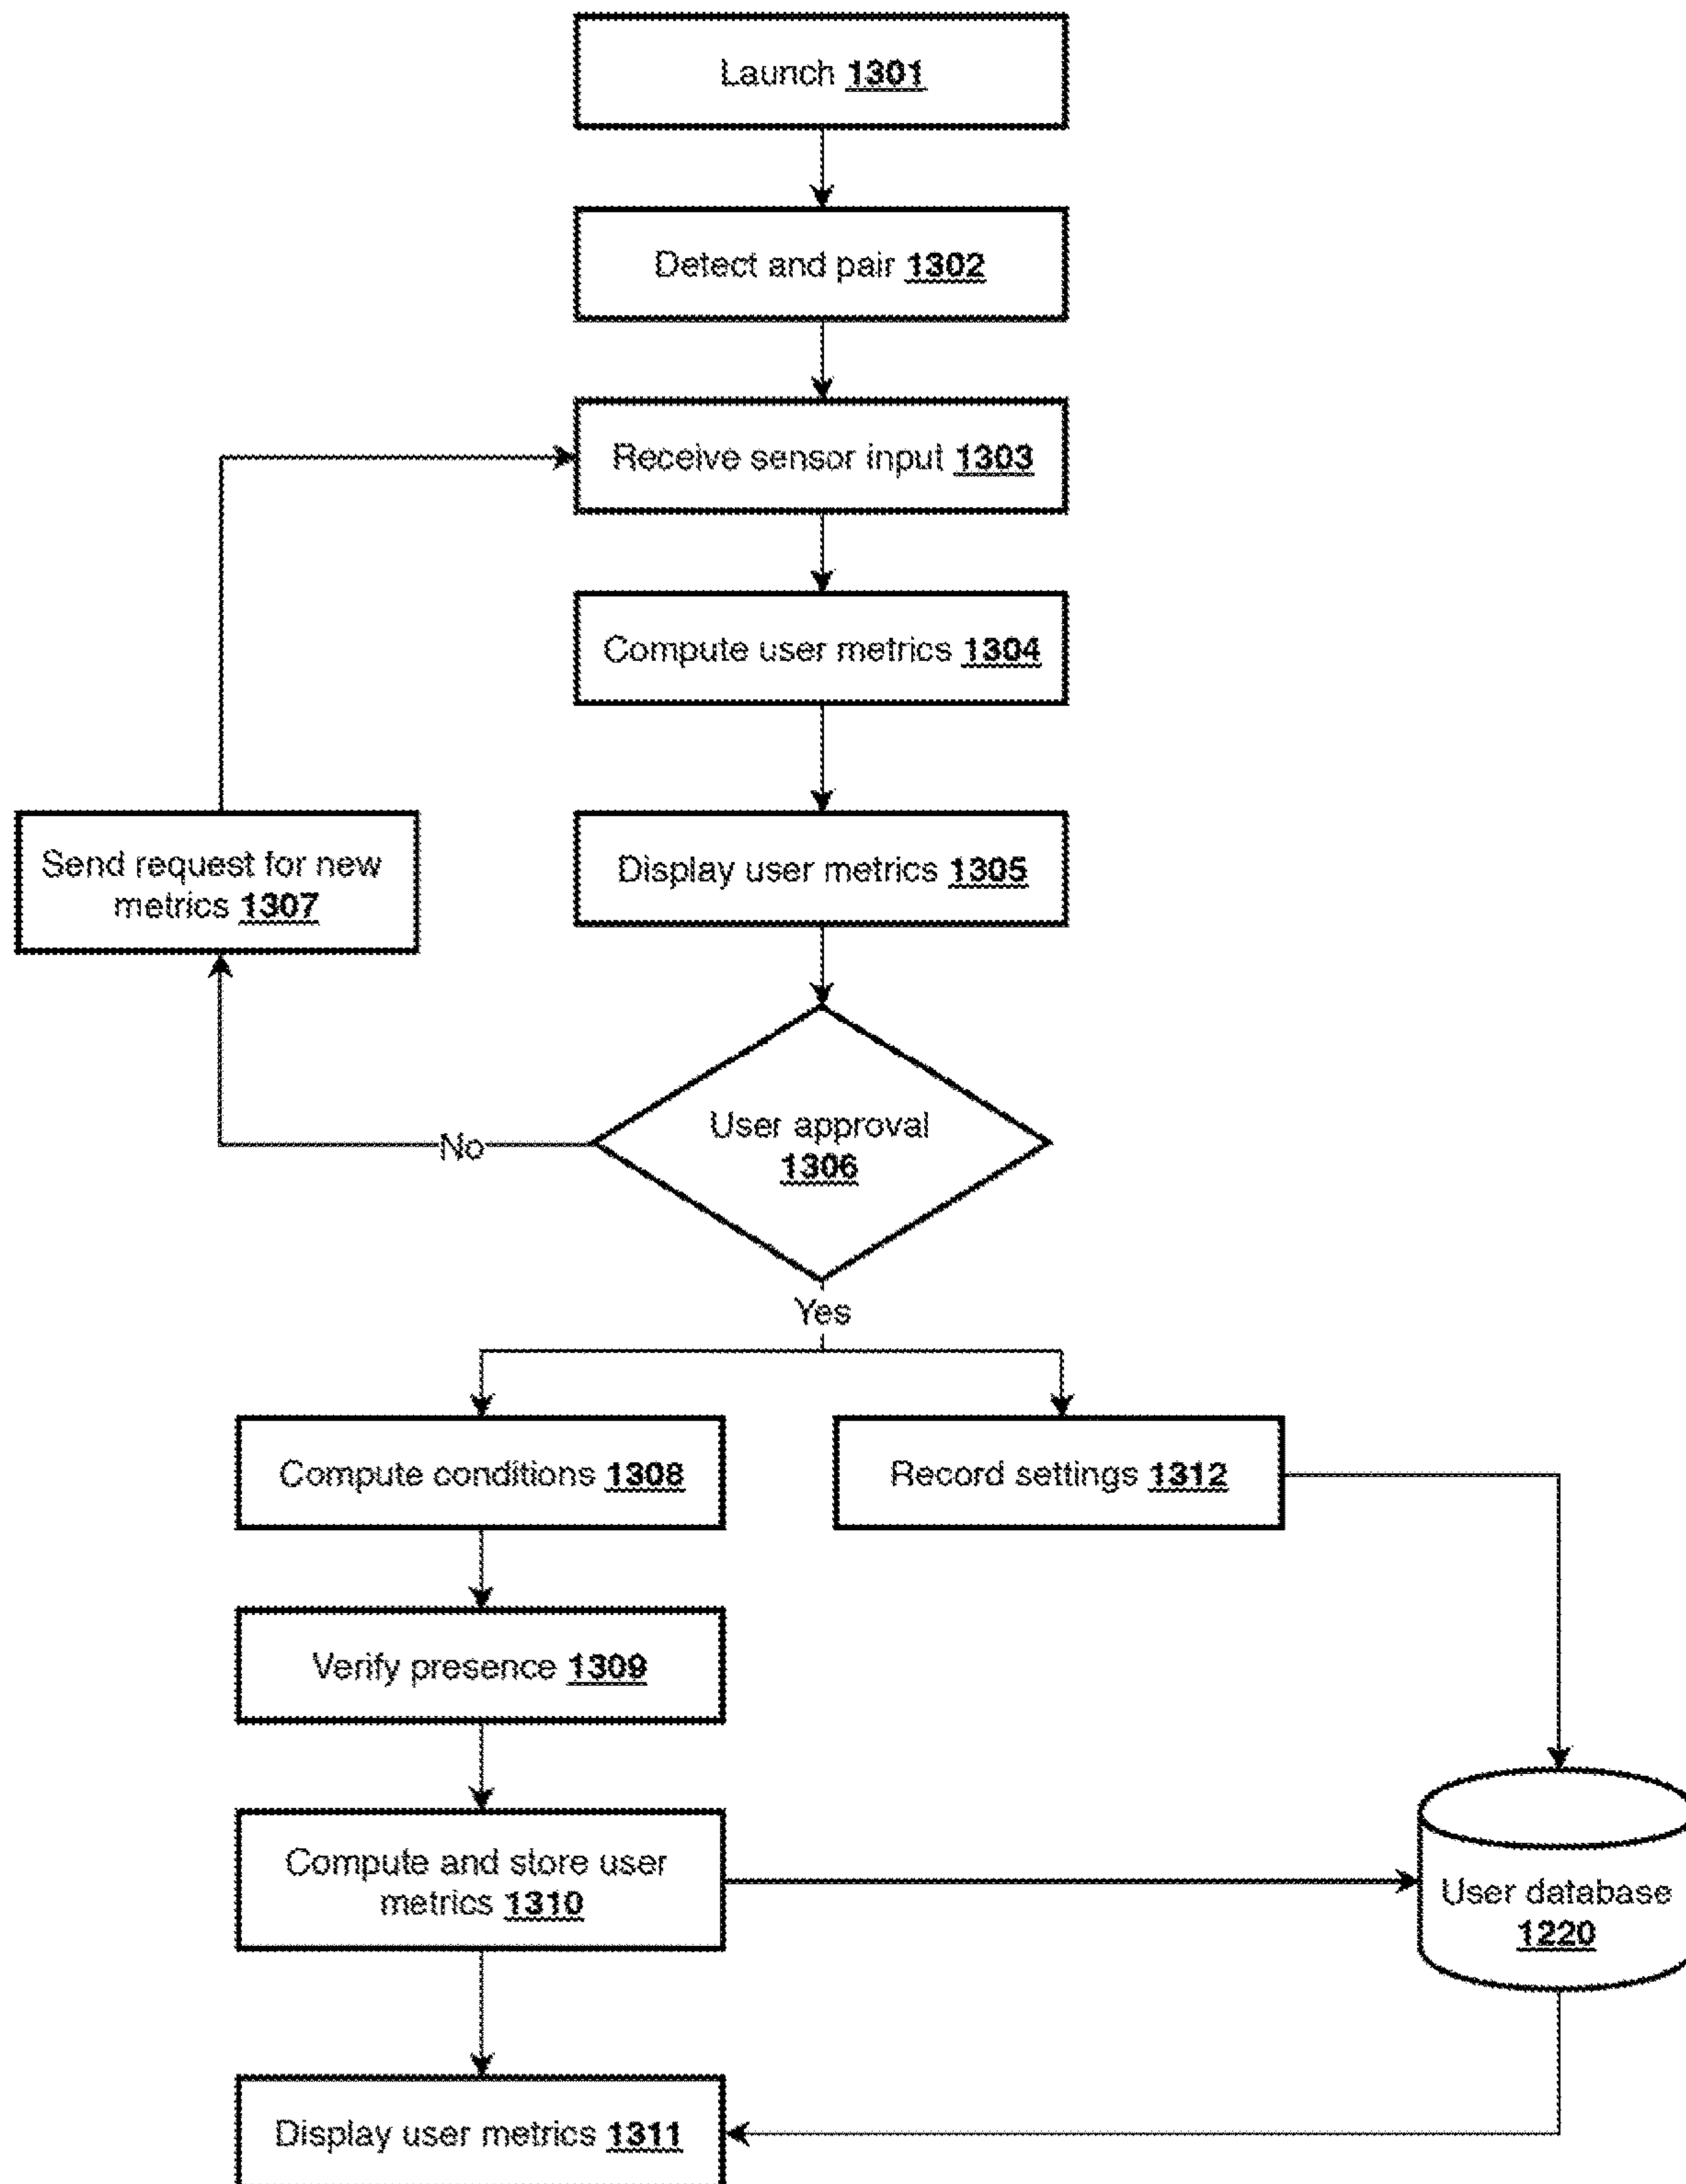 Launch 1301
Detect and pair 1302
Receive sensor input 1303
Compute user metrics 1304
Send request for new
metrics 1307
Display user metrics 1305
User approval
1306
No
Yes
Compute conditions 1308
Record settings 1312
Verify presence 1309
Compute and store user
metrics 1310
User database
1220
Display user metrics 1311